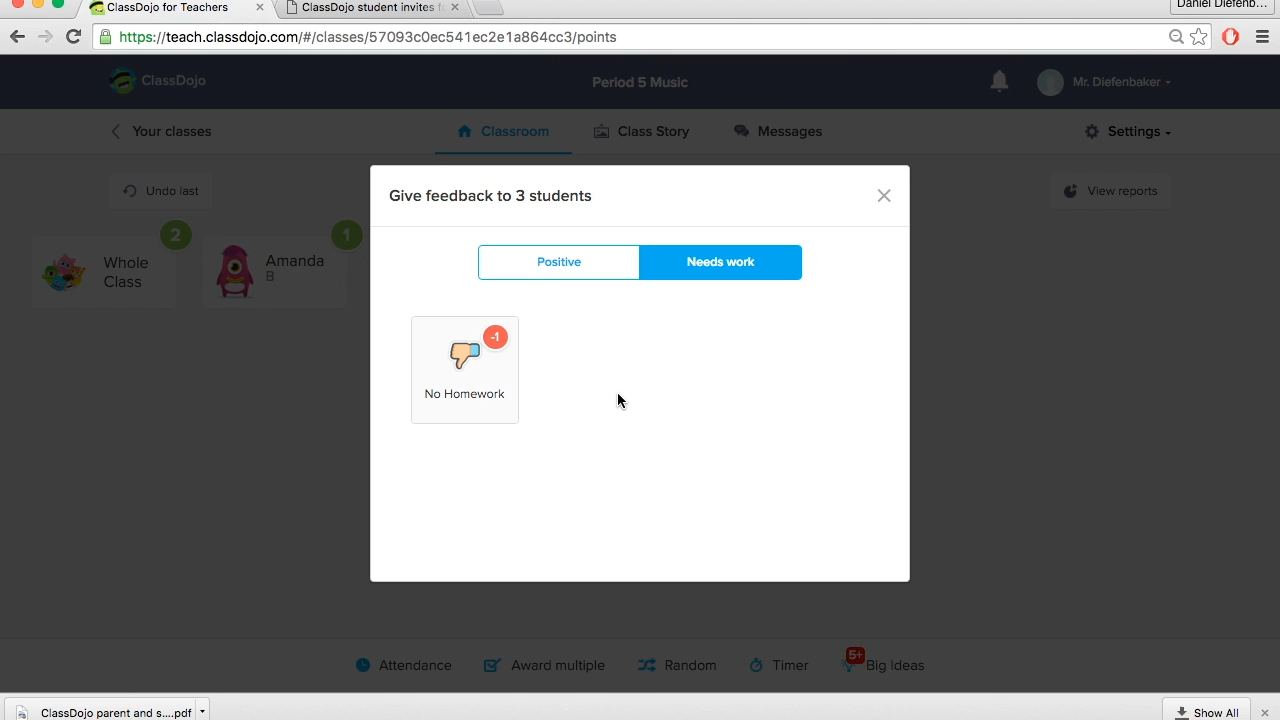 ClassDojo for Teachers
ClassDojo student invites f
Daniel Diefenb...
https://teach.classdojo.com/#/classes/57093c0ec541ec2e1a864cc3/points
ClassDojo
Period 5 Music
Mr. Diefenbaker
Your classes
Classroom
Class Story
Messages
Settings
Undo last
View reports
Give feedback to 3 students
Positive
Needs work
2
Whole
Class
1
Amanda
B
-1
No Homework
Attendance
Award multiple
Random
Timer
5+
Big Ideas
ClassDojo parent and s....pdf
Show All